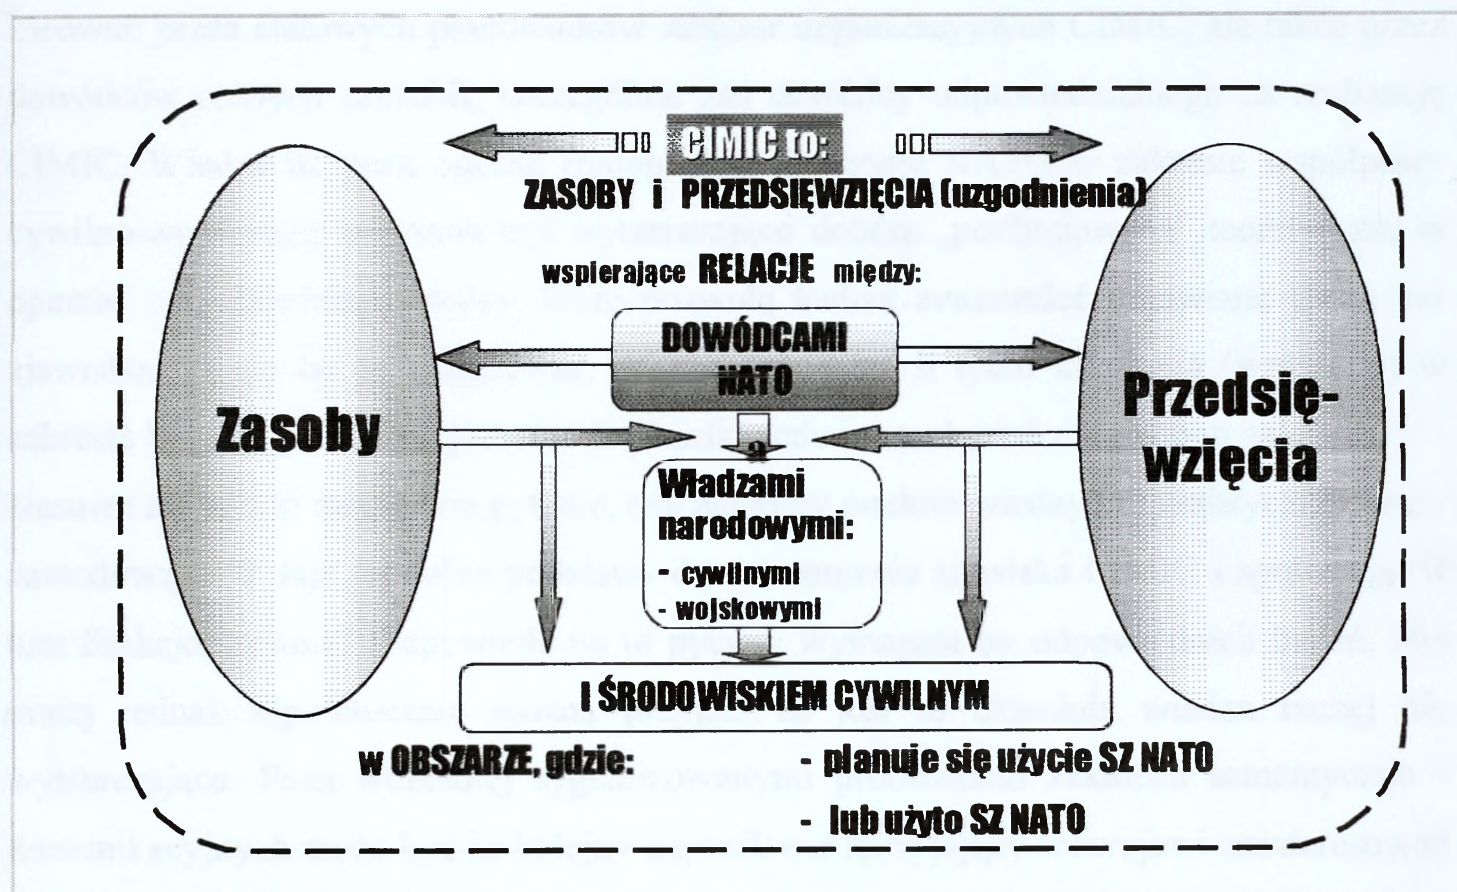 CIMIC to:
ZASOBY i PRZEDSIĘWZIĘCIA (uzgodnienia)
wspierające RELACJE między:
DOWÓDCAMI
NATO
Zasoby
Przedsię-
wzięcia
a
Władzami
narodowymi:
- cywilnymi
- wojskowymi
I ŚRODOWISKIEM CYWILNYM
w OBSZARZE, gdzie:
- planuje się użycie SZ NATO
- lub użyto SZ NATO